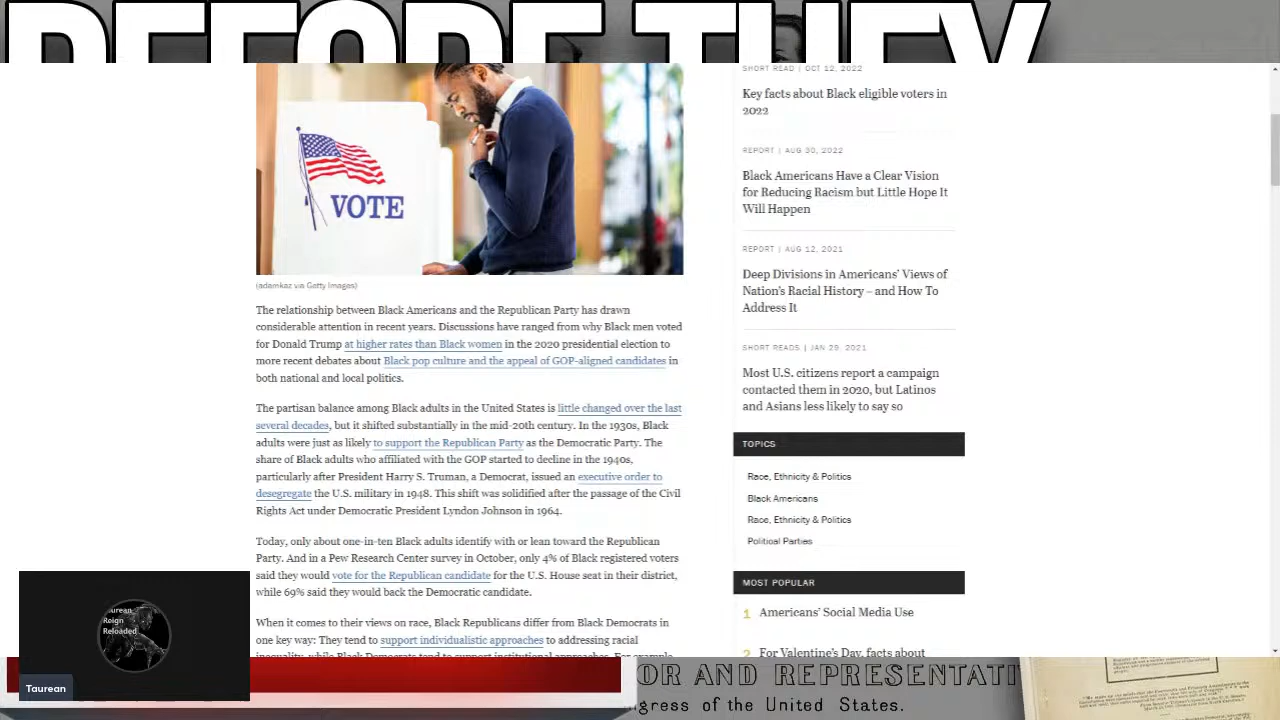 BEFORE THEY
VOTE
(adamkaz via Getty Images)
The relationship between Black Americans and the Republican Party has drawn
considerable attention in recent years. Discussions have ranged from why Black men voted
for Donald Trump at higher rates than Black women in the 2020 presidential election to
more recent debates about Black pop culture and the appeal of GOP-aligned candidates in
both national and local politics.
The partisan balance among Black adults in the United States is little changed over the last
several decades, but it shifted substantially in the mid-20th century. In the 1930s, Black
adults were just as likely to support the Republican Party as the Democratic Party. The
share of Black adults who affiliated with the GOP started to decline in the 1940s,
particularly after President Harry S. Truman, a Democrat, issued an executive order to
desegregate the U.S. military in 1948. This shift was solidified after the passage of the Civil
Rights Act under Democratic President Lyndon Johnson in 1964.
Today, only about one-in-ten Black adults identify with or lean toward the Republican
Party. And in a Pew Research Center survey in October, only 4% of Black registered voters
said they would vote for the Republican candidate for the U.S. House seat in their district,
while 69% said they would back the Democratic candidate.
When it comes to their views on race, Black Republicans differ from Black Democrats in
one key way: They tend to support individualistic approaches to addressing racial
inequality, while Black Democrats tend to support institutional approaches. For example,
SHORT READ | OCT 12, 2022
Key facts about Black eligible voters in
2022
REPORT | AUG 30, 2022
Black Americans Have a Clear Vision
for Reducing Racism but Little Hope It
Will Happen
REPORT | AUG 12, 2021
Deep Divisions in Americans' Views of
Nation's Racial History – and How To
Address It
SHORT READS | JAN 29, 2021
Most U.S. citizens report a campaign
contacted them in 2020, but Latinos
and Asians less likely to say so
TOPICS
Race, Ethnicity & Politics
Black Americans
Race, Ethnicity & Politics
Political Parties
MOST POPULAR
1 Americans' Social Media Use
2 For Valentine's Day, facts about
Taurean
Reign
Reloaded
Taurean
OR AND REPRESENTATI
gress of the United States.